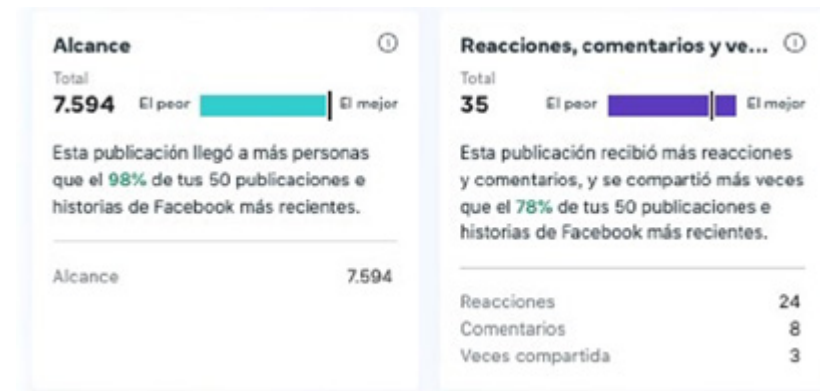 Alcance
Total
7.594 El peor El mejor
Esta publicación llegó a más personas
que el 98% de tus 50 publicaciones e
historias de Facebook más recientes.
Alcance 7.594
Reacciones, comentarios y ve...
Total
35 El peor El mejor
Esta publicación recibió más reacciones
y comentarios, y se compartió más veces
que el 78% de tus 50 publicaciones e
historias de Facebook más recientes.
Reacciones 24
Comentarios 8
Veces compartida 3